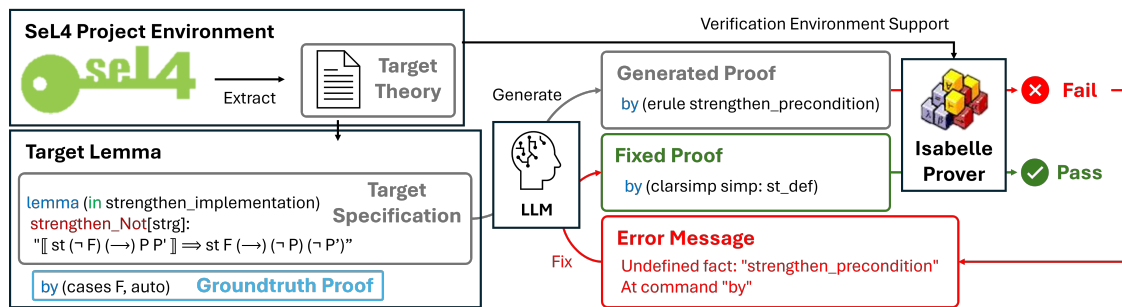 SeL4 Project Environment
seL4
Extract
Target
Theory
Verification Environment Support
Target Lemma
lemma (in strengthen_implementation)
strengthen_Not[strg]:
"⟦ st (¬ F) (⟶) P P' ⟧ ⟹ st F (⟶) (¬ P) (¬ P')”
Target
Specification
by (cases F, auto)
Groundtruth Proof
Generate
LLM
Fix
Generated Proof
by (erule strengthen_precondition)
Fixed Proof
by (clarsimp simp: st_def)
Error Message
Undefined fact: "strengthen_precondition"
At command "by"
Isabelle
Prover
Fail
Pass